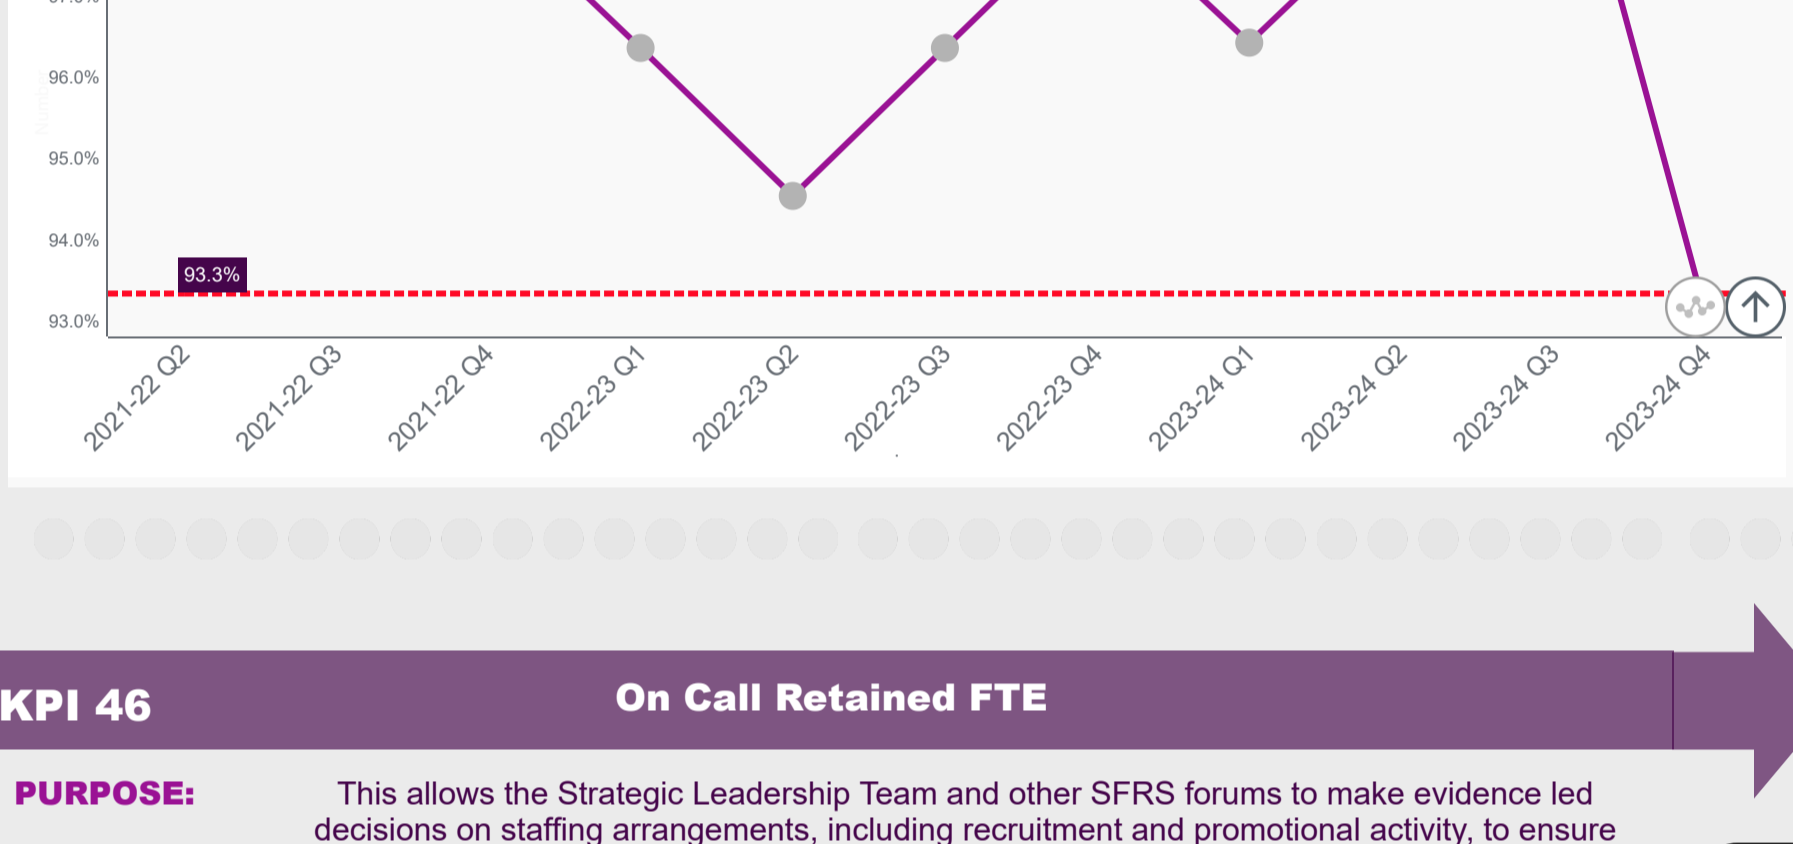 96.0%
95.0%
94.0%
93.3%
93.0%
2021-22 Q2
2021-22 Q3
2021-22 Q4
2022-23 Q1
2022-23 Q2
2022-23 Q3
2022-23 Q4
2023-24 Q1
2023-24 Q2
2023-24 Q3
2023-24 Q4
KPI 46
On Call Retained FTE
PURPOSE:
This allows the Strategic Leadership Team and other SFRS forums to make evidence led
decisions on staffing arrangements, including recruitment and promotional activity, to ensure